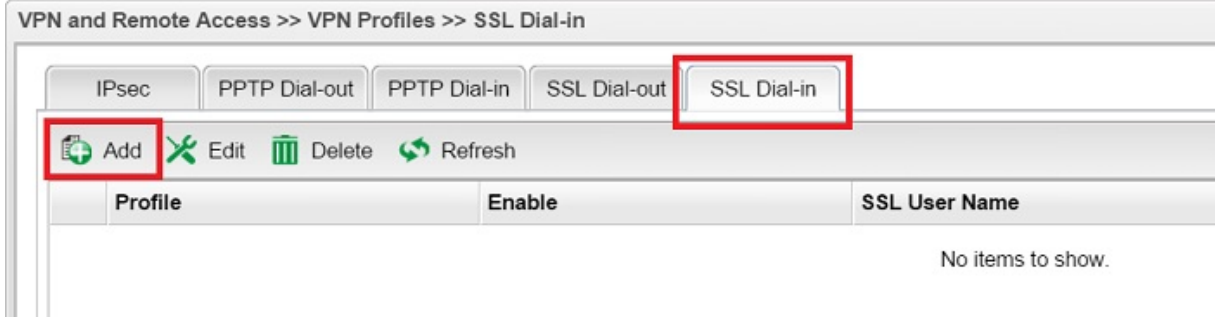 VPN and Remote Access >> VPN Profiles >> SSL Dial-in
IPsec PPTP Dial-out PPTP Dial-in SSL Dial-out SSL Dial-in
Add Edit Delete Refresh
Profile Enable SSL User Name
No items to show.